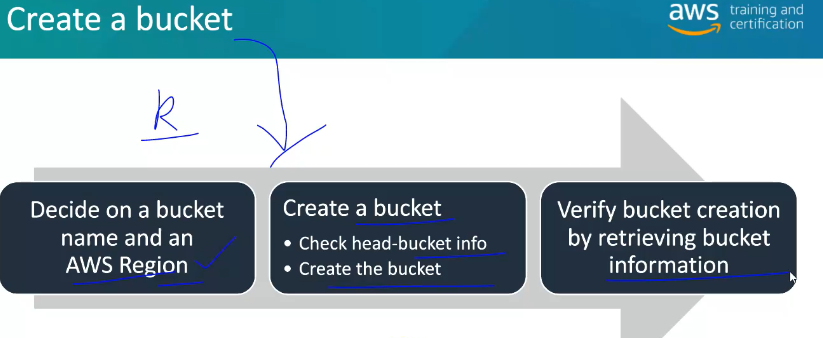 Create a bucket
aws training and
certification
R
Decide on a bucket
name and an
AWS Region
Create a bucket
• Check head-bucket info
• Create the bucket
Verify bucket creation
by retrieving bucket
information